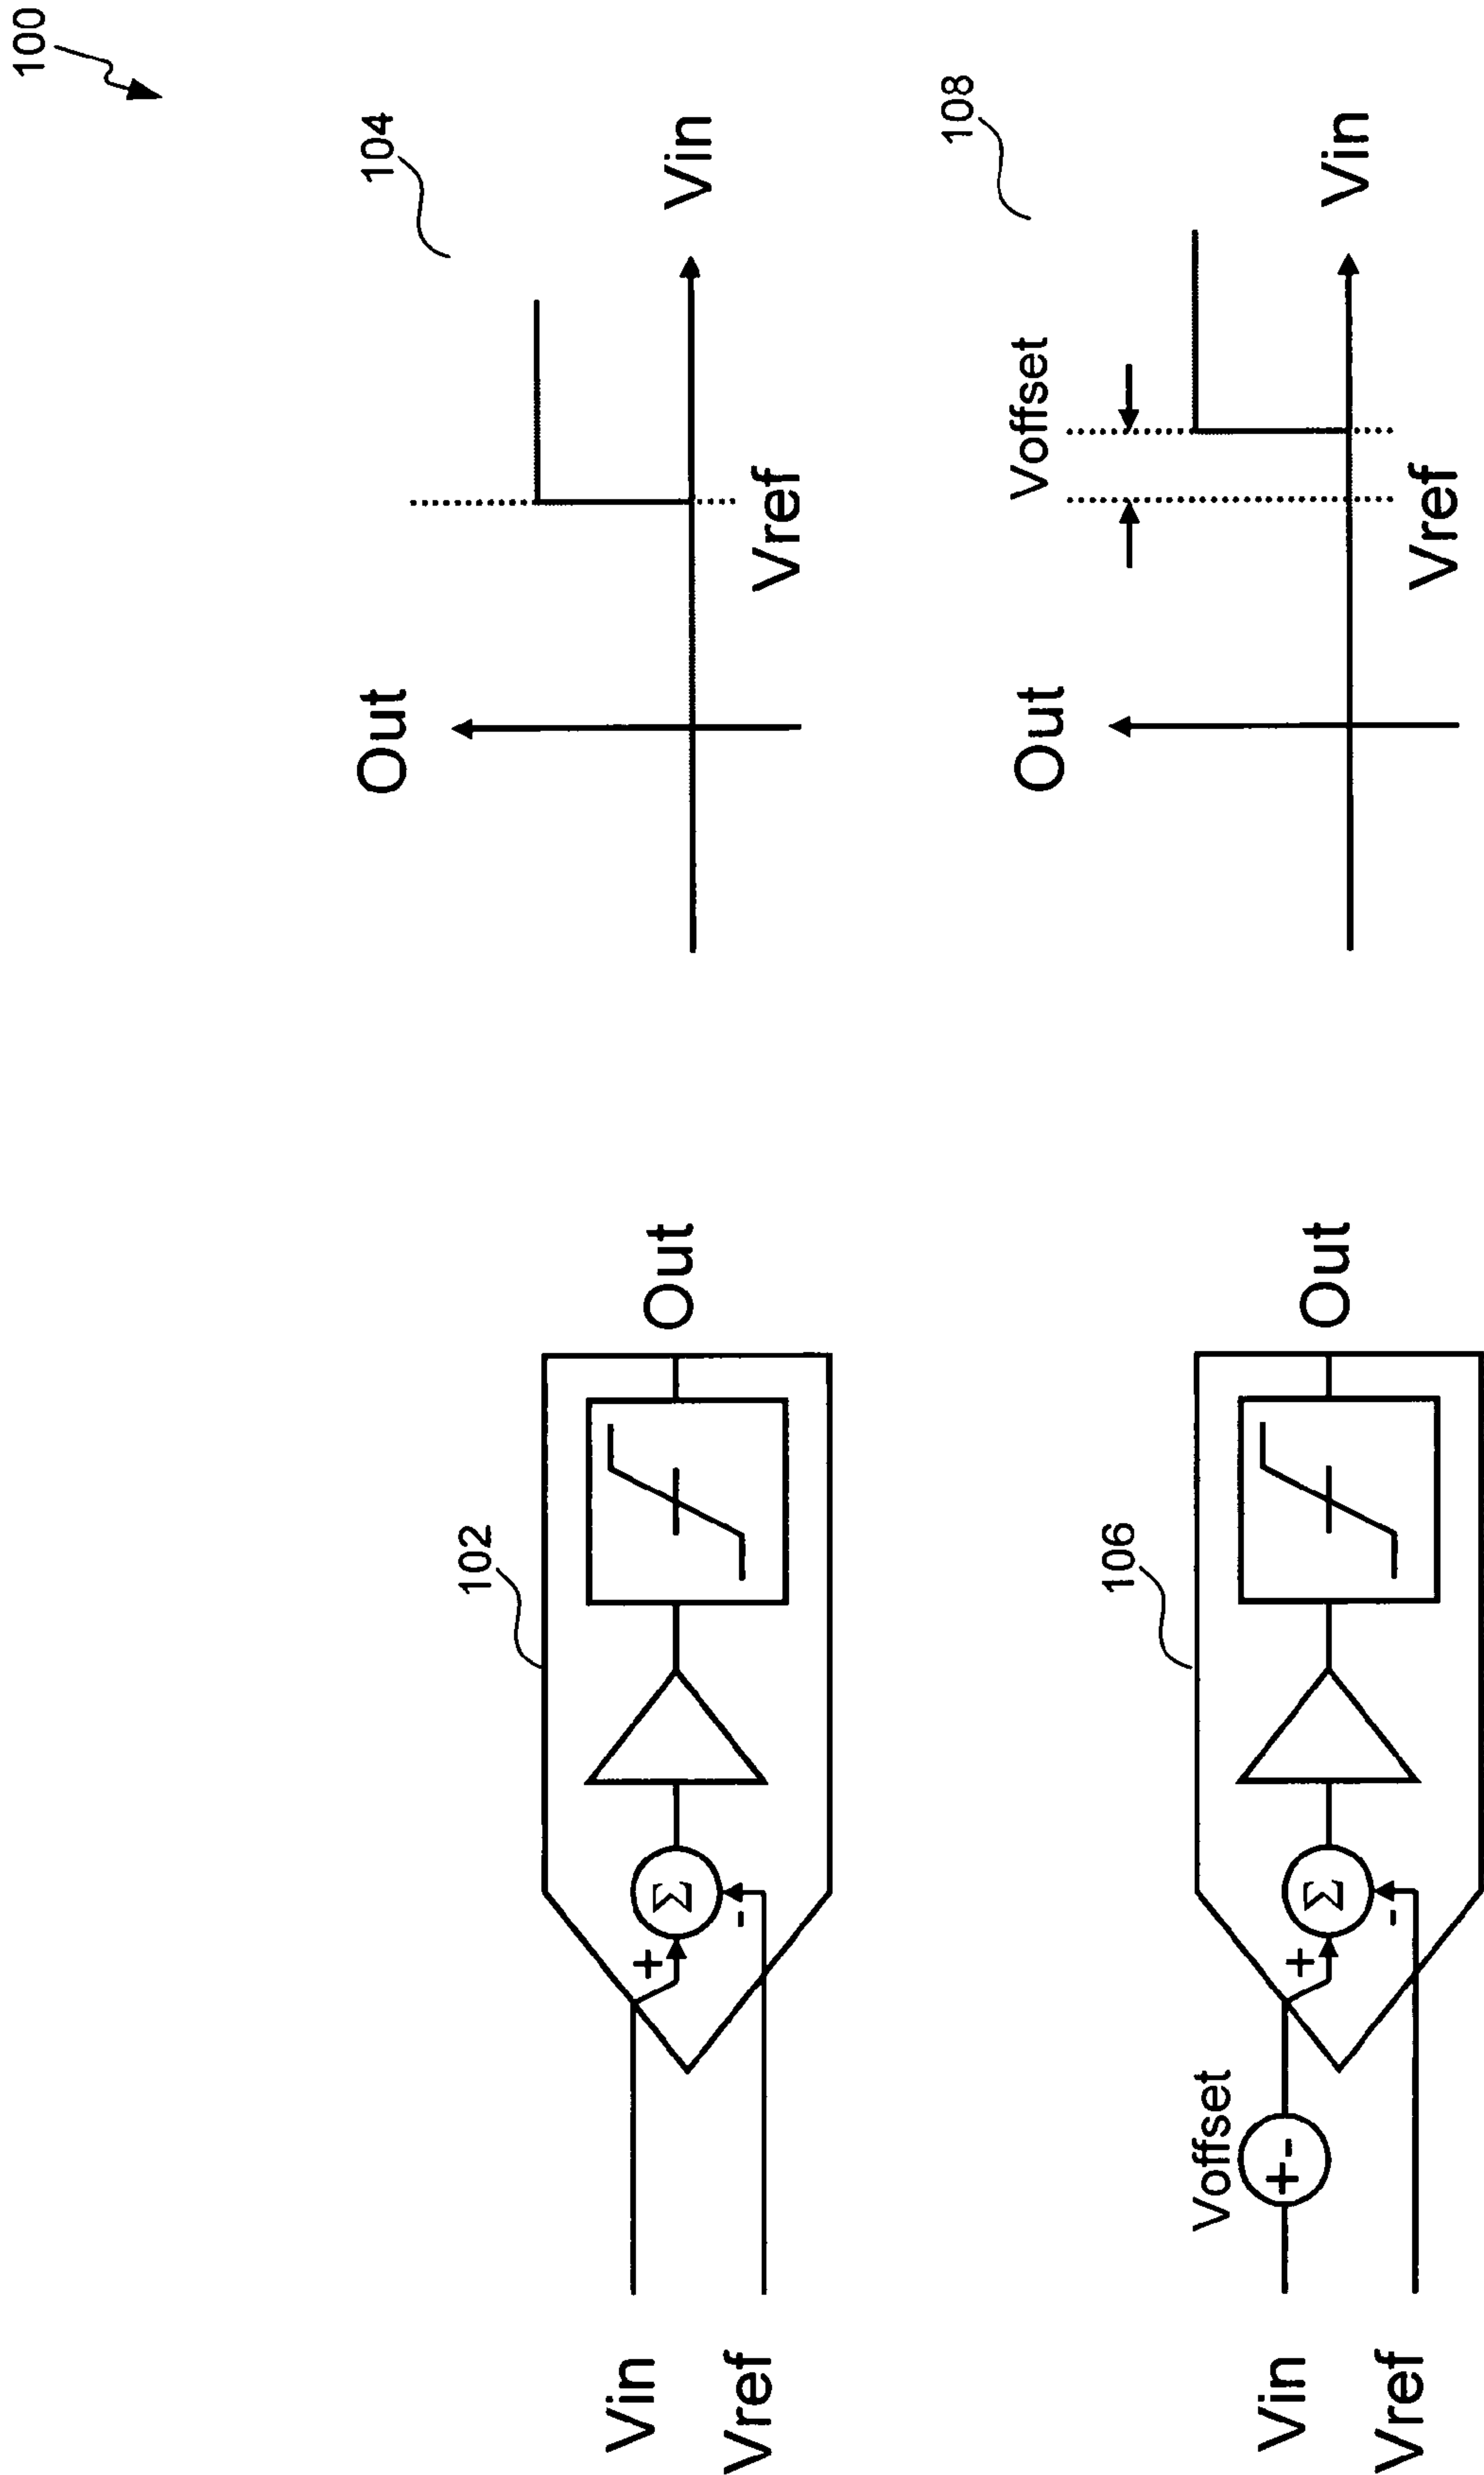 100
102
Vin
Vref
+
-
Σ
Out
104
Out
Vref
Vin
106
Voffset
Vin
+-
Vref
+
-
Σ
Out
108
Voffset
Out
Vref
Vin